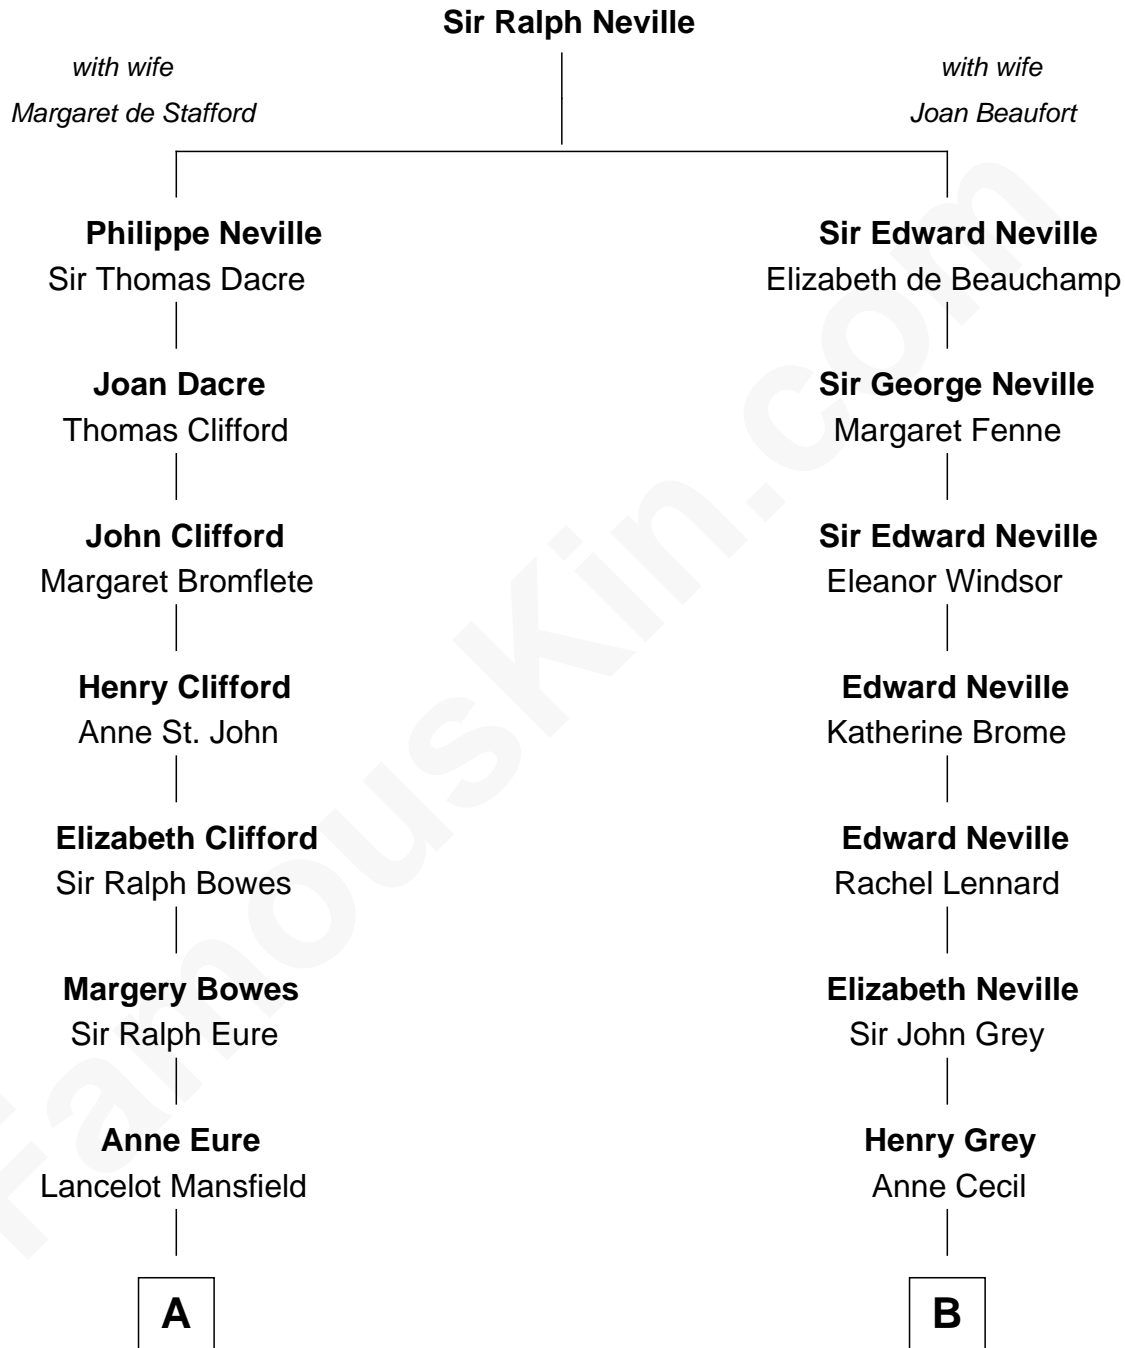 Sir Ralph Neville
with wife
Margaret de Stafford
with wife
Joan Beaufort
Philippe Neville
Sir Thomas Dacre
Sir Edward Neville
Elizabeth de Beauchamp
Joan Dacre
Thomas Clifford
Sir George Neville
Margaret Fenne
John Clifford
Margaret Bromflete
Sir Edward Neville
Eleanor Windsor
Henry Clifford
Anne St. John
Edward Neville
Katherine Brome
Elizabeth Clifford
Sir Ralph Bowes
Edward Neville
Rachel Lennard
Margery Bowes
Sir Ralph Eure
Elizabeth Neville
Sir John Grey
Anne Eure
Lancelot Mansfield
Henry Grey
Anne Cecil
A
B
FamousKin.com